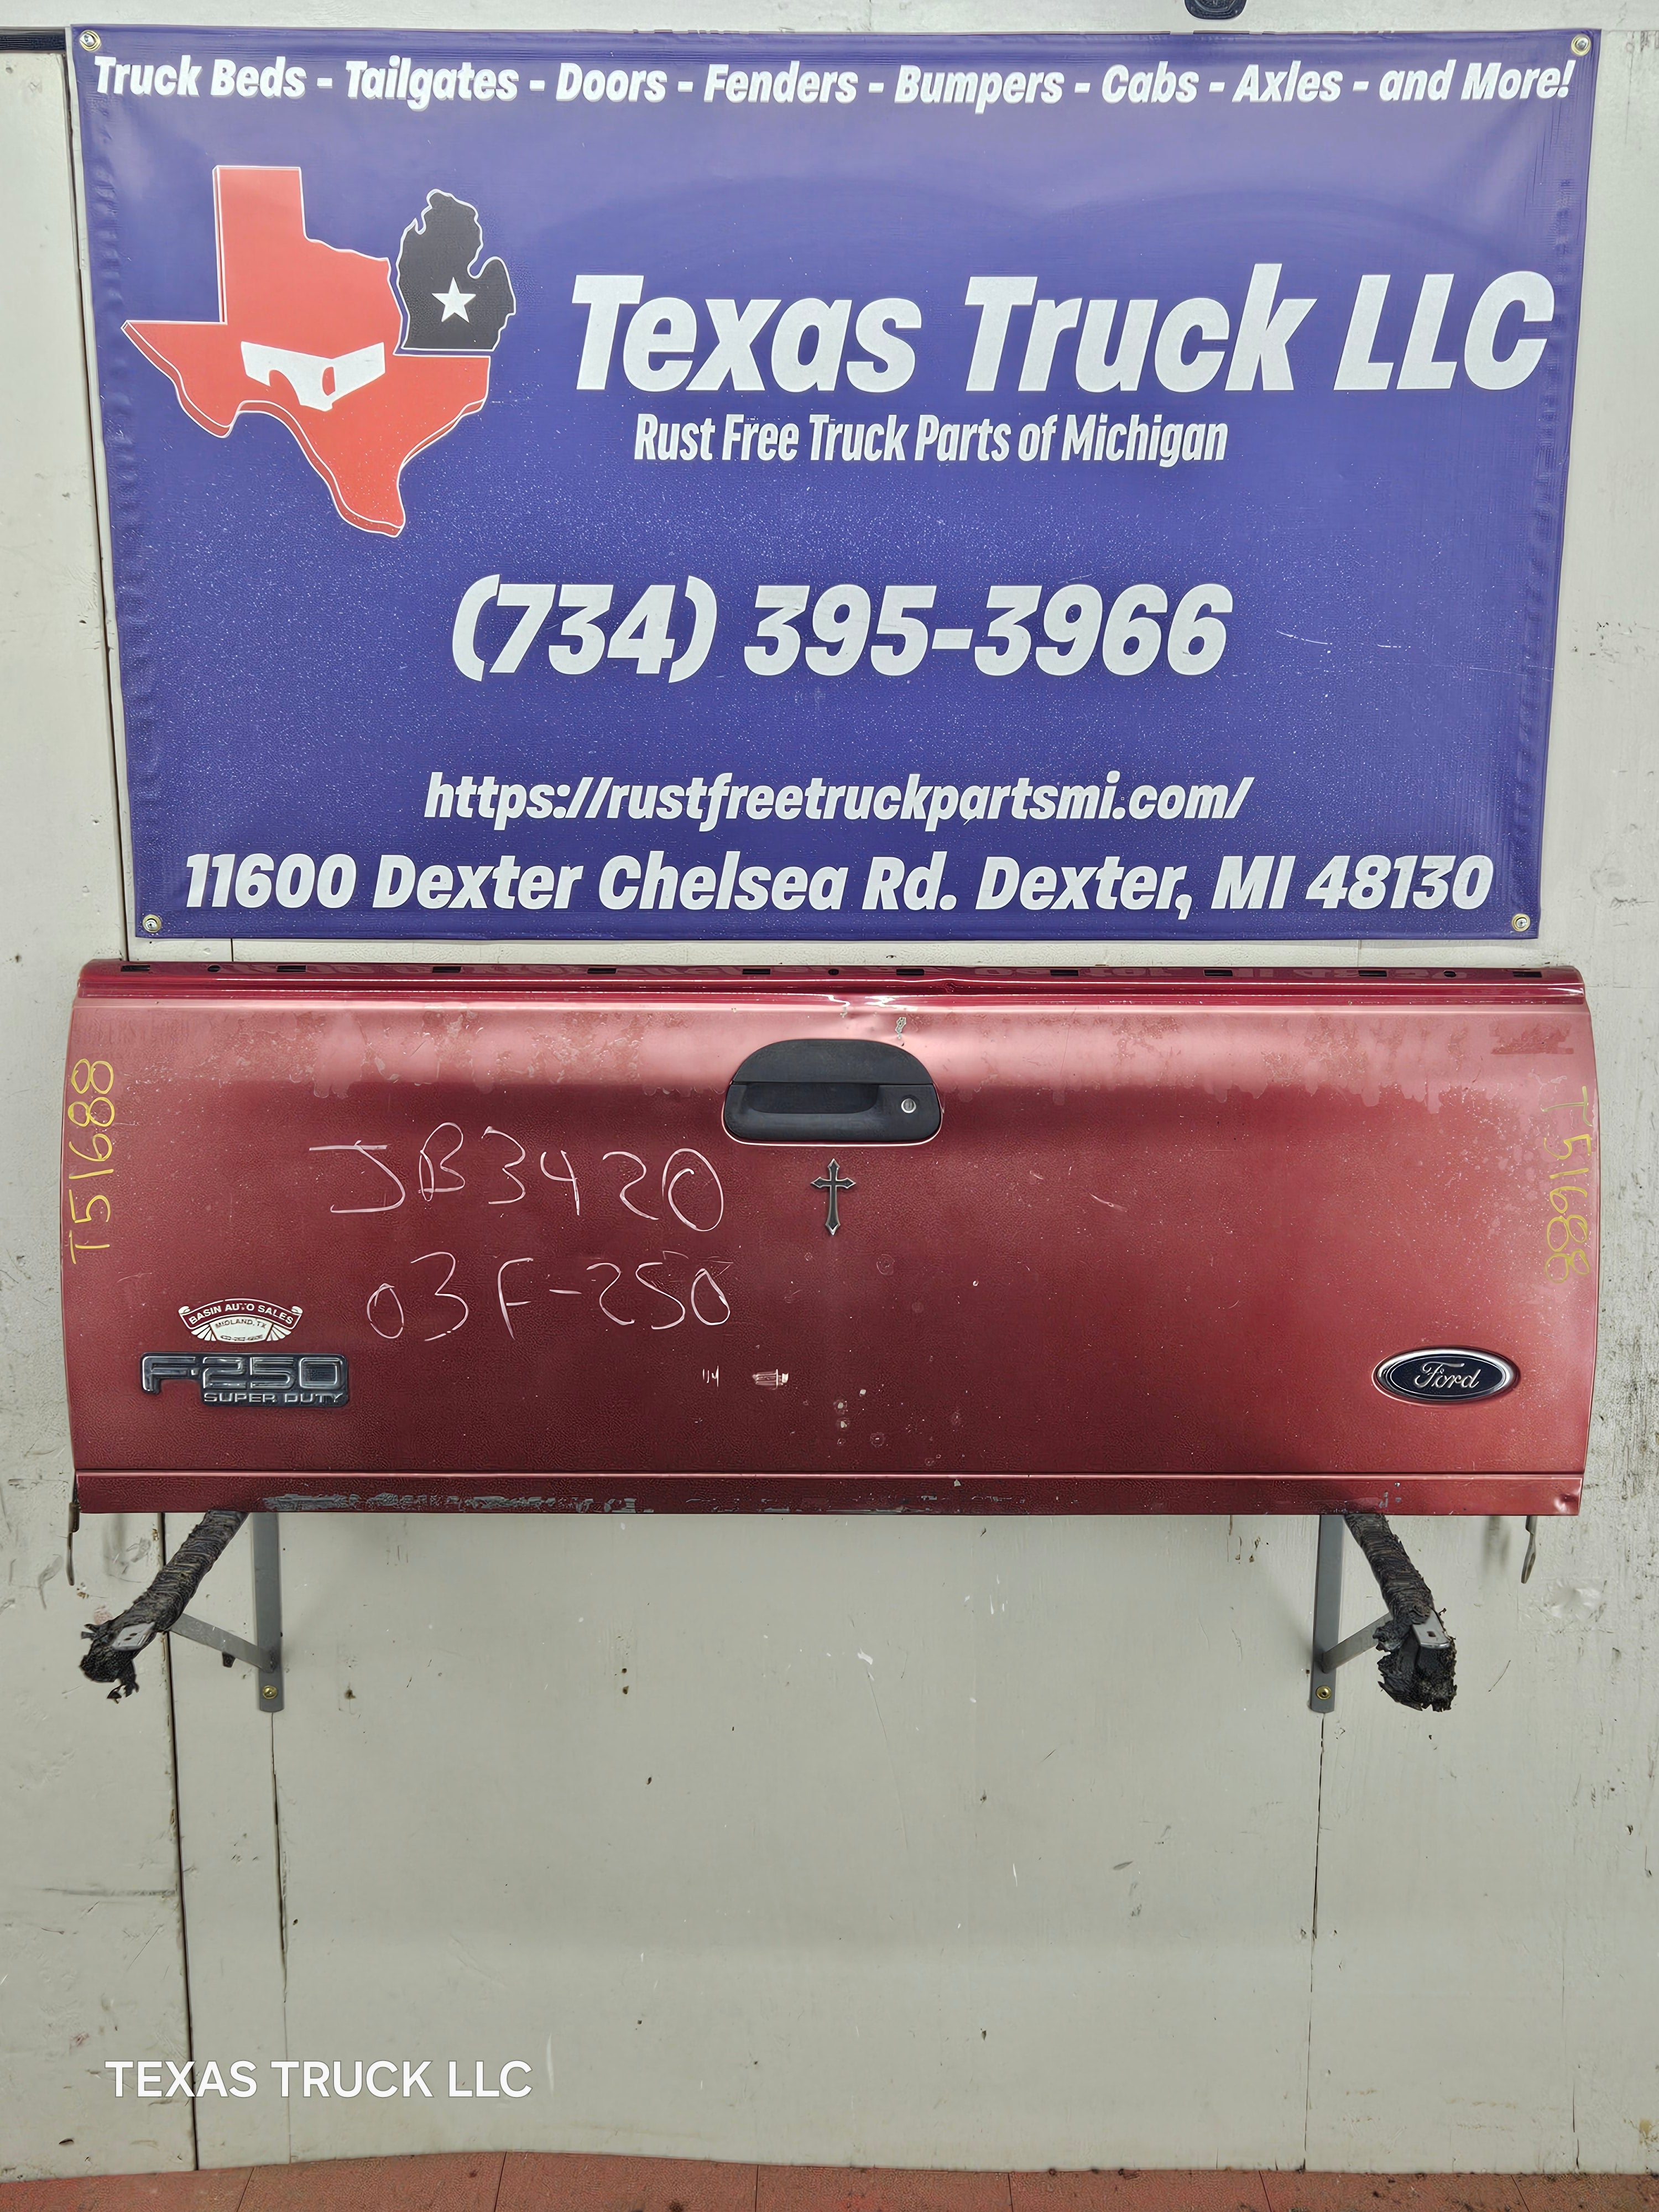 Truck Beds - Tailgates - Doors - Fenders - Bumpers - Cabs - Axles - and More!
Texas Truck LLC
Rust Free Truck Parts of Michigan
(734) 395-3966
https://rustfreetruckpartsmi.com/
11600 Dexter Chelsea Rd. Dexter, MI 48130
T51688
T51688
JB3420
03 F-250
BASIN AUTO SALES
MIDLAND, TX
F-250
SUPER DUTY
Ford
TEXAS TRUCK LLC